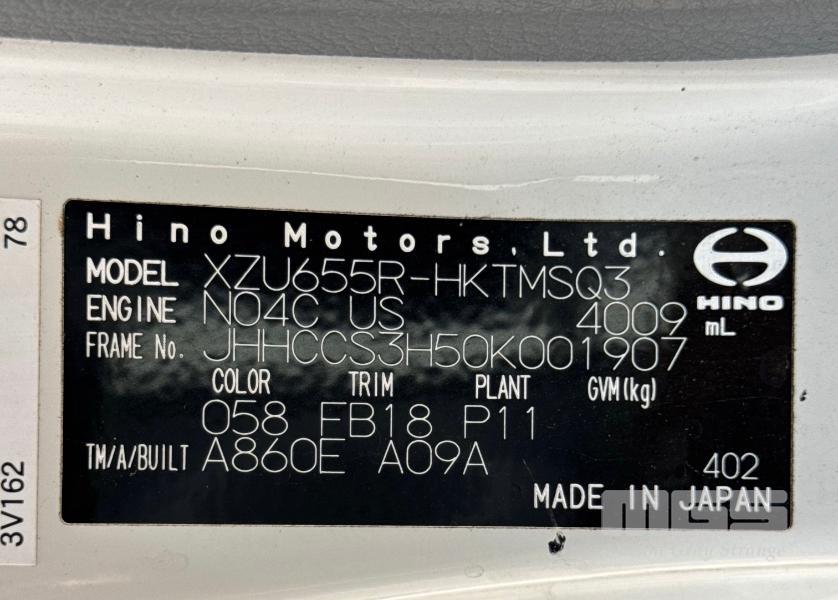 Hino Motors, Ltd.
HINO
MODEL XZU655R-HKTMSQ3
ENGINE N04C US 4009 mL
FRAME No. JHHCCS3H50K001907
COLOR TRIM PLANT GVM(kg)
058 FB18 P11
TM/A/BUILT A860E A09A
402
MADE IN JAPAN
78
3V162
MGS